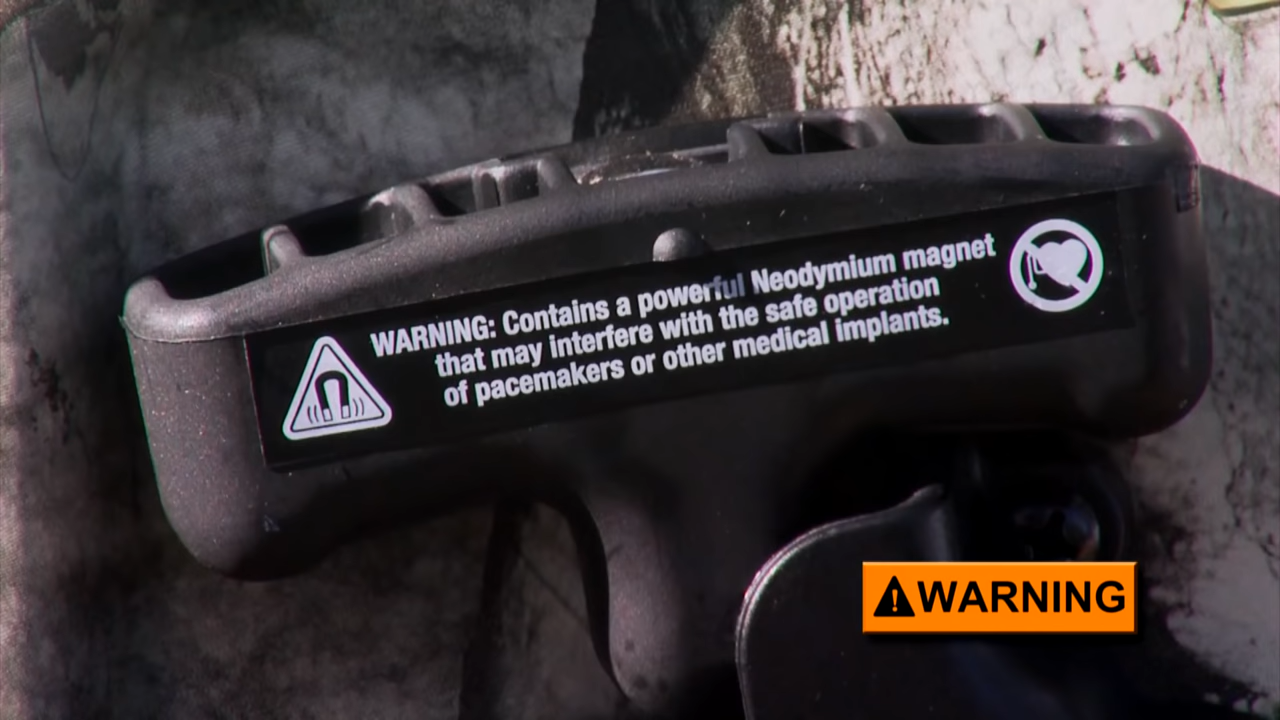 WARNING: Contains a powerful Neodymium magnet
that may interfere with the safe operation
of pacemakers or other medical implants.
WARNING